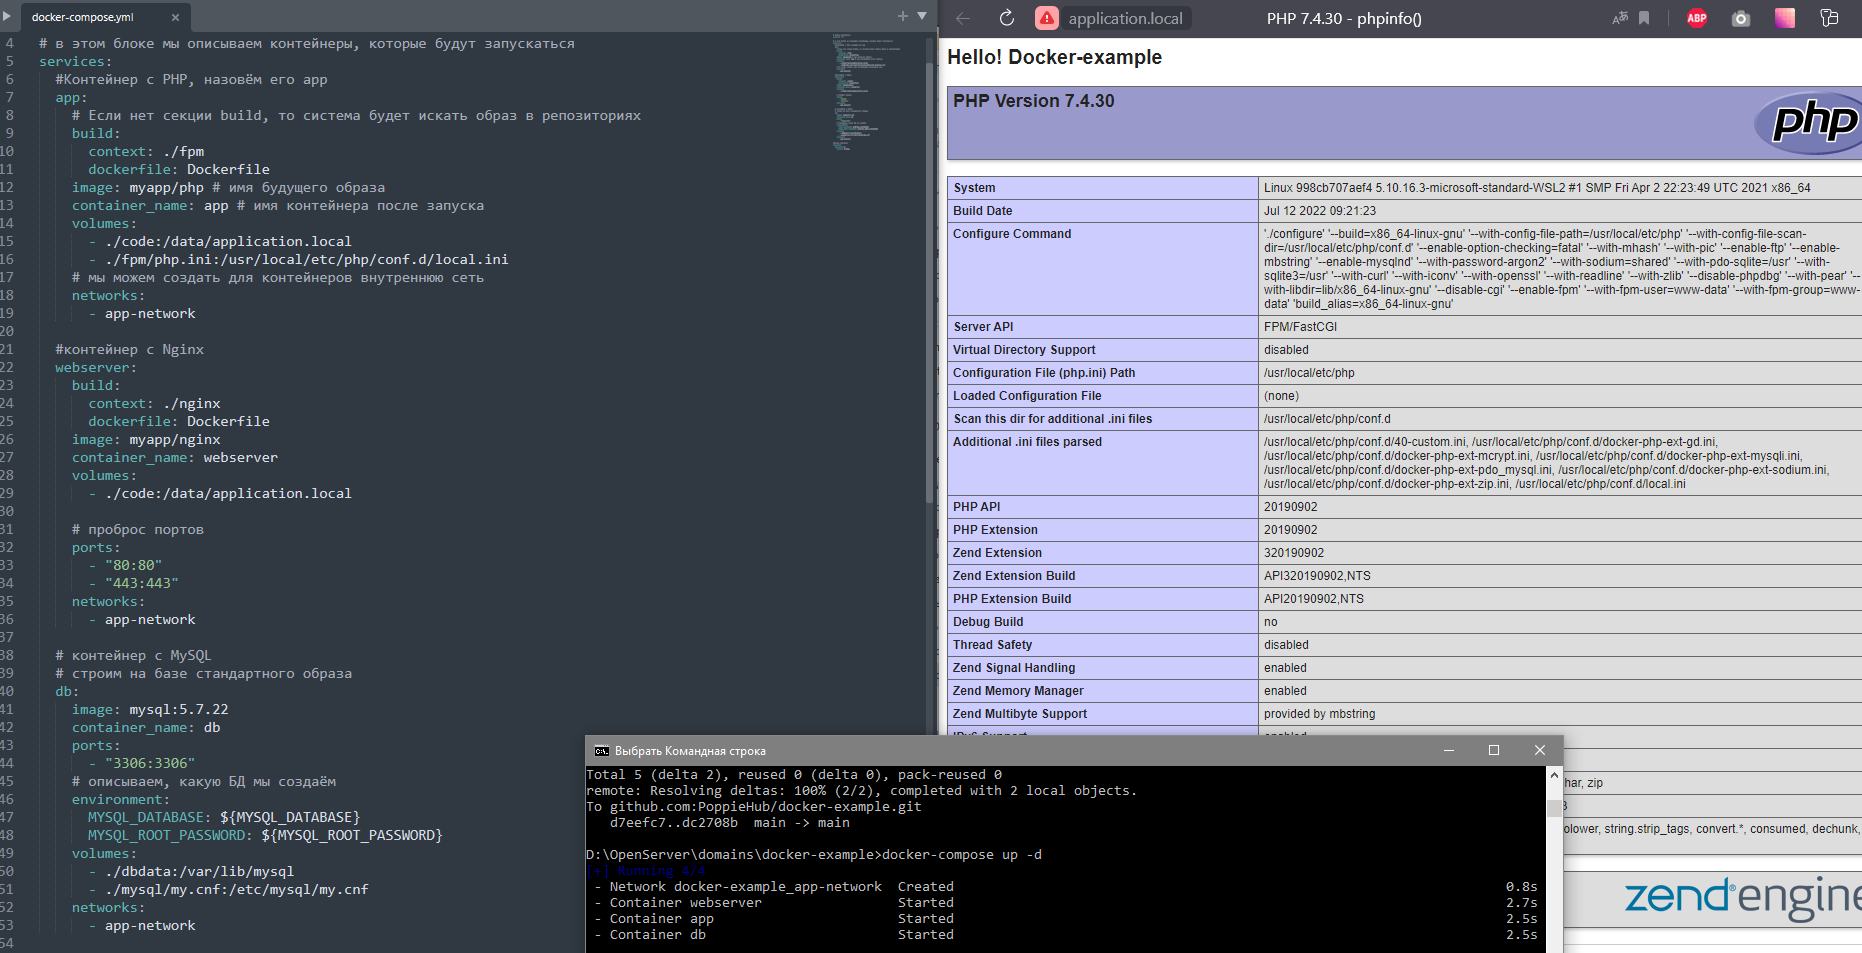 docker-compose.yml
4 # в этом блоке мы описываем контейнеры, которые будут запускаться
5 services:
6 #Контейнер с PHP, назовём его app
7 app:
8 # Если нет секции build, то система будет искать образ в репозиториях
9 build:
10 context: ./fpm
11 dockerfile: Dockerfile
12 image: myapp/php # имя будущего образа
13 container_name: app # имя контейнера после запуска
14 volumes:
15 - ./code:/data/application.local
16 - ./fpm/php.ini:/usr/local/etc/php/conf.d/local.ini
17 # мы можем создать для контейнеров внутреннюю сеть
18 networks:
19 - app-network
20
21 #контейнер с Nginx
22 webserver:
23 build:
24 context: ./nginx
25 dockerfile: Dockerfile
26 image: myapp/nginx
27 container_name: webserver
28 volumes:
29 - ./code:/data/application.local
30
31 # проброс портов
32 ports:
33 - "80:80"
34 - "443:443"
35 networks:
36 - app-network
37
38 # контейнер с MySQL
39 # строим на базе стандартного образа
40 db:
41 image: mysql:5.7.22
42 container_name: db
43 ports:
44 - "3306:3306"
45 # описываем, какую БД мы создаём
46 environment:
47 MYSQL_DATABASE: ${MYSQL_DATABASE}
48 MYSQL_ROOT_PASSWORD: ${MYSQL_ROOT_PASSWORD}
49 volumes:
50 - ./dbdata:/var/lib/mysql
51 - ./mysql/my.cnf:/etc/mysql/my.cnf
52 networks:
53 - app-network
54
application.local PHP 7.4.30 - phpinfo() ABP
Hello! Docker-example
PHP Version 7.4.30
php
System Linux 998cb707aef4 5.10.16.3-microsoft-standard-WSL2 #1 SMP Fri Apr 2 22:23:49 UTC 2021 x86_64
Build Date Jul 12 2022 09:21:23
Configure Command './configure' '--build=x86_64-linux-gnu' '--with-config-file-path=/usr/local/etc/php' '--with-config-file-scan-
dir=/usr/local/etc/php/conf.d' '--enable-option-checking=fatal' '--with-mhash' '--with-pic' '--enable-ftp' '--enable-
mbstring' '--enable-mysqlnd' '--with-password-argon2' '--with-sodium=shared' '--with-pdo-sqlite=/usr' '--with-
sqlite3=/usr' '--with-curl' '--with-iconv' '--with-openssl' '--with-readline' '--with-zlib' '--disable-phpdbg' '--with-pear' '--
with-libdir=lib/x86_64-linux-gnu' '--disable-cgi' '--enable-fpm' '--with-fpm-user=www-data' '--with-fpm-group=www-
data' 'build_alias=x86_64-linux-gnu'
Server API FPM/FastCGI
Virtual Directory Support disabled
Configuration File (php.ini) Path /usr/local/etc/php
Loaded Configuration File (none)
Scan this dir for additional .ini files /usr/local/etc/php/conf.d
Additional .ini files parsed /usr/local/etc/php/conf.d/40-custom.ini, /usr/local/etc/php/conf.d/docker-php-ext-gd.ini,
/usr/local/etc/php/conf.d/docker-php-ext-mcrypt.ini, /usr/local/etc/php/conf.d/docker-php-ext-mysqli.ini,
/usr/local/etc/php/conf.d/docker-php-ext-pdo_mysql.ini, /usr/local/etc/php/conf.d/docker-php-ext-sodium.ini,
/usr/local/etc/php/conf.d/docker-php-ext-zip.ini, /usr/local/etc/php/conf.d/local.ini
PHP API 20190902
PHP Extension 20190902
Zend Extension 320190902
Zend Extension Build API320190902,NTS
PHP Extension Build API20190902,NTS
Debug Build no
Thread Safety disabled
Zend Signal Handling enabled
Zend Memory Manager enabled
Zend Multibyte Support provided by mbstring
har, zip
olower, string.strip_tags, convert.*, consumed, dechunk,
zend engine
Выбрать Командная строка
Total 5 (delta 2), reused 0 (delta 0), pack-reused 0
remote: Resolving deltas: 100% (2/2), completed with 2 local objects.
To github.com:PoppieHub/docker-example.git
d7eefc7..dc2708b main -> main
D:\OpenServer\domains\docker-example>docker-compose up -d
[+] Running 4/4
- Network docker-example_app-network Created 0.8s
- Container webserver Started 2.7s
- Container app Started 2.5s
- Container db Started 2.5s